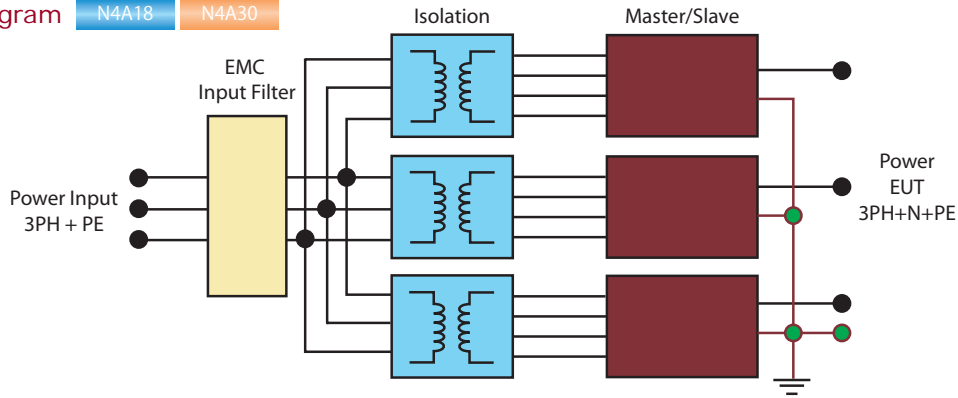 gram N4A18 N4A30
Isolation
Master/Slave
EMC
Input Filter
Power Input
3PH + PE
Power
EUT
3PH+N+PE